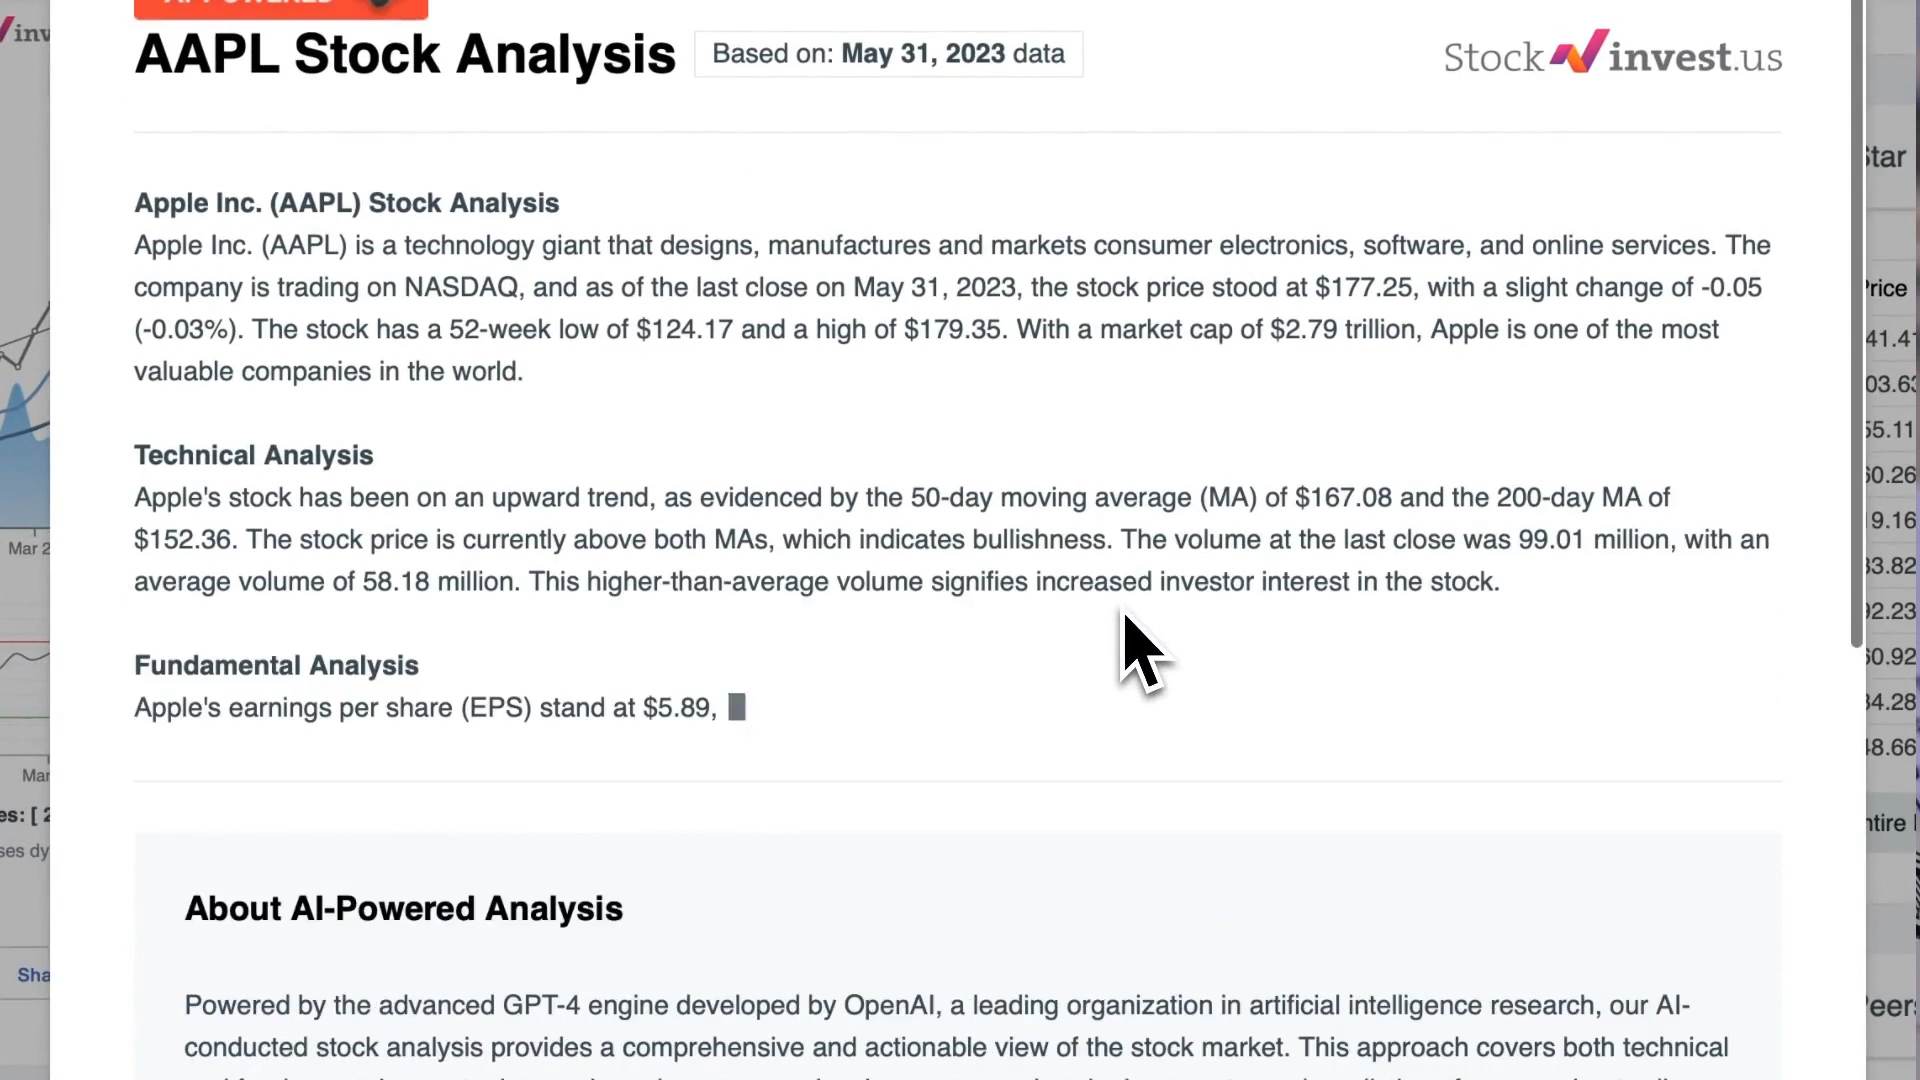 AAPL Stock Analysis
Based on: May 31, 2023 data
Stock invest.us
Apple Inc. (AAPL) Stock Analysis
Apple Inc. (AAPL) is a technology giant that designs, manufactures and markets consumer electronics, software, and online services. The
company is trading on NASDAQ, and as of the last close on May 31, 2023, the stock price stood at $177.25, with a slight change of -0.05
(-0.03%). The stock has a 52-week low of $124.17 and a high of $179.35. With a market cap of $2.79 trillion, Apple is one of the most
valuable companies in the world.
Technical Analysis
Apple's stock has been on an upward trend, as evidenced by the 50-day moving average (MA) of $167.08 and the 200-day MA of
$152.36. The stock price is currently above both MAs, which indicates bullishness. The volume at the last close was 99.01 million, with an
average volume of 58.18 million. This higher-than-average volume signifies increased investor interest in the stock.
Fundamental Analysis
Apple's earnings per share (EPS) stand at $5.89,
About AI-Powered Analysis
Powered by the advanced GPT-4 engine developed by OpenAI, a leading organization in artificial intelligence research, our AI-
conducted stock analysis provides a comprehensive and actionable view of the stock market. This approach covers both technical